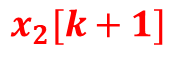 x₂[k + 1]